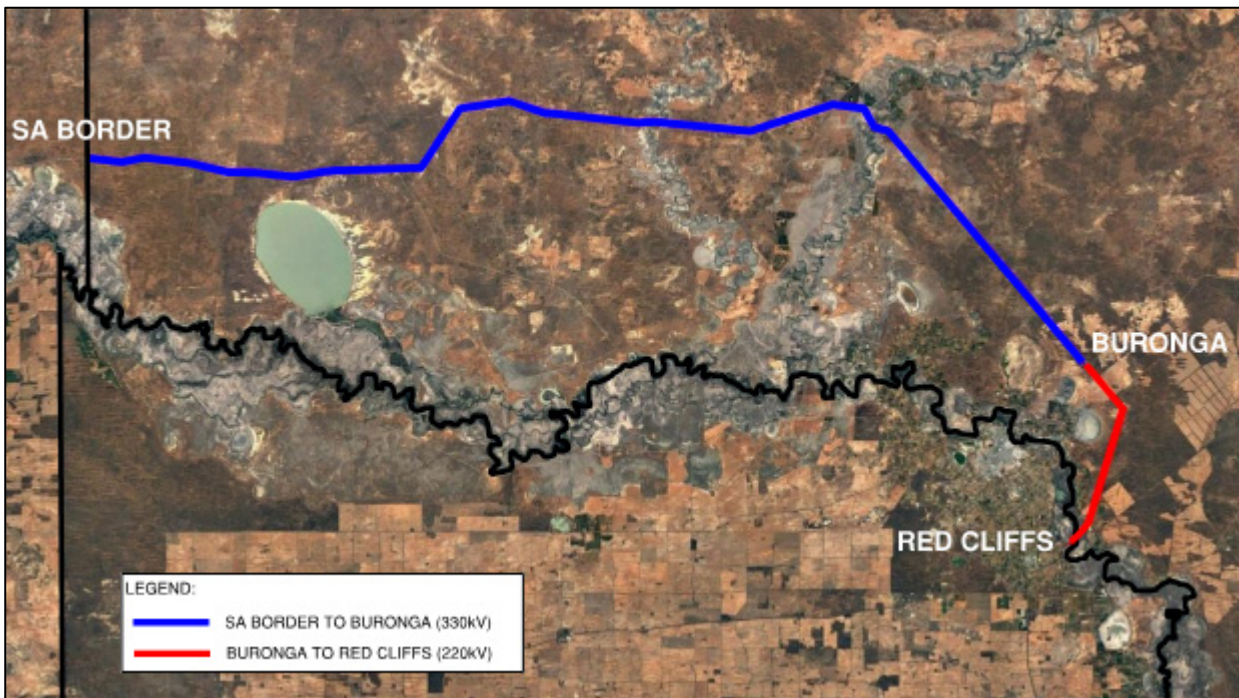 SA BORDER
BURONGA
RED CLIFFS
LEGEND:
SA BORDER TO BURONGA (330kV)
BURONGA TO RED CLIFFS (220kV)